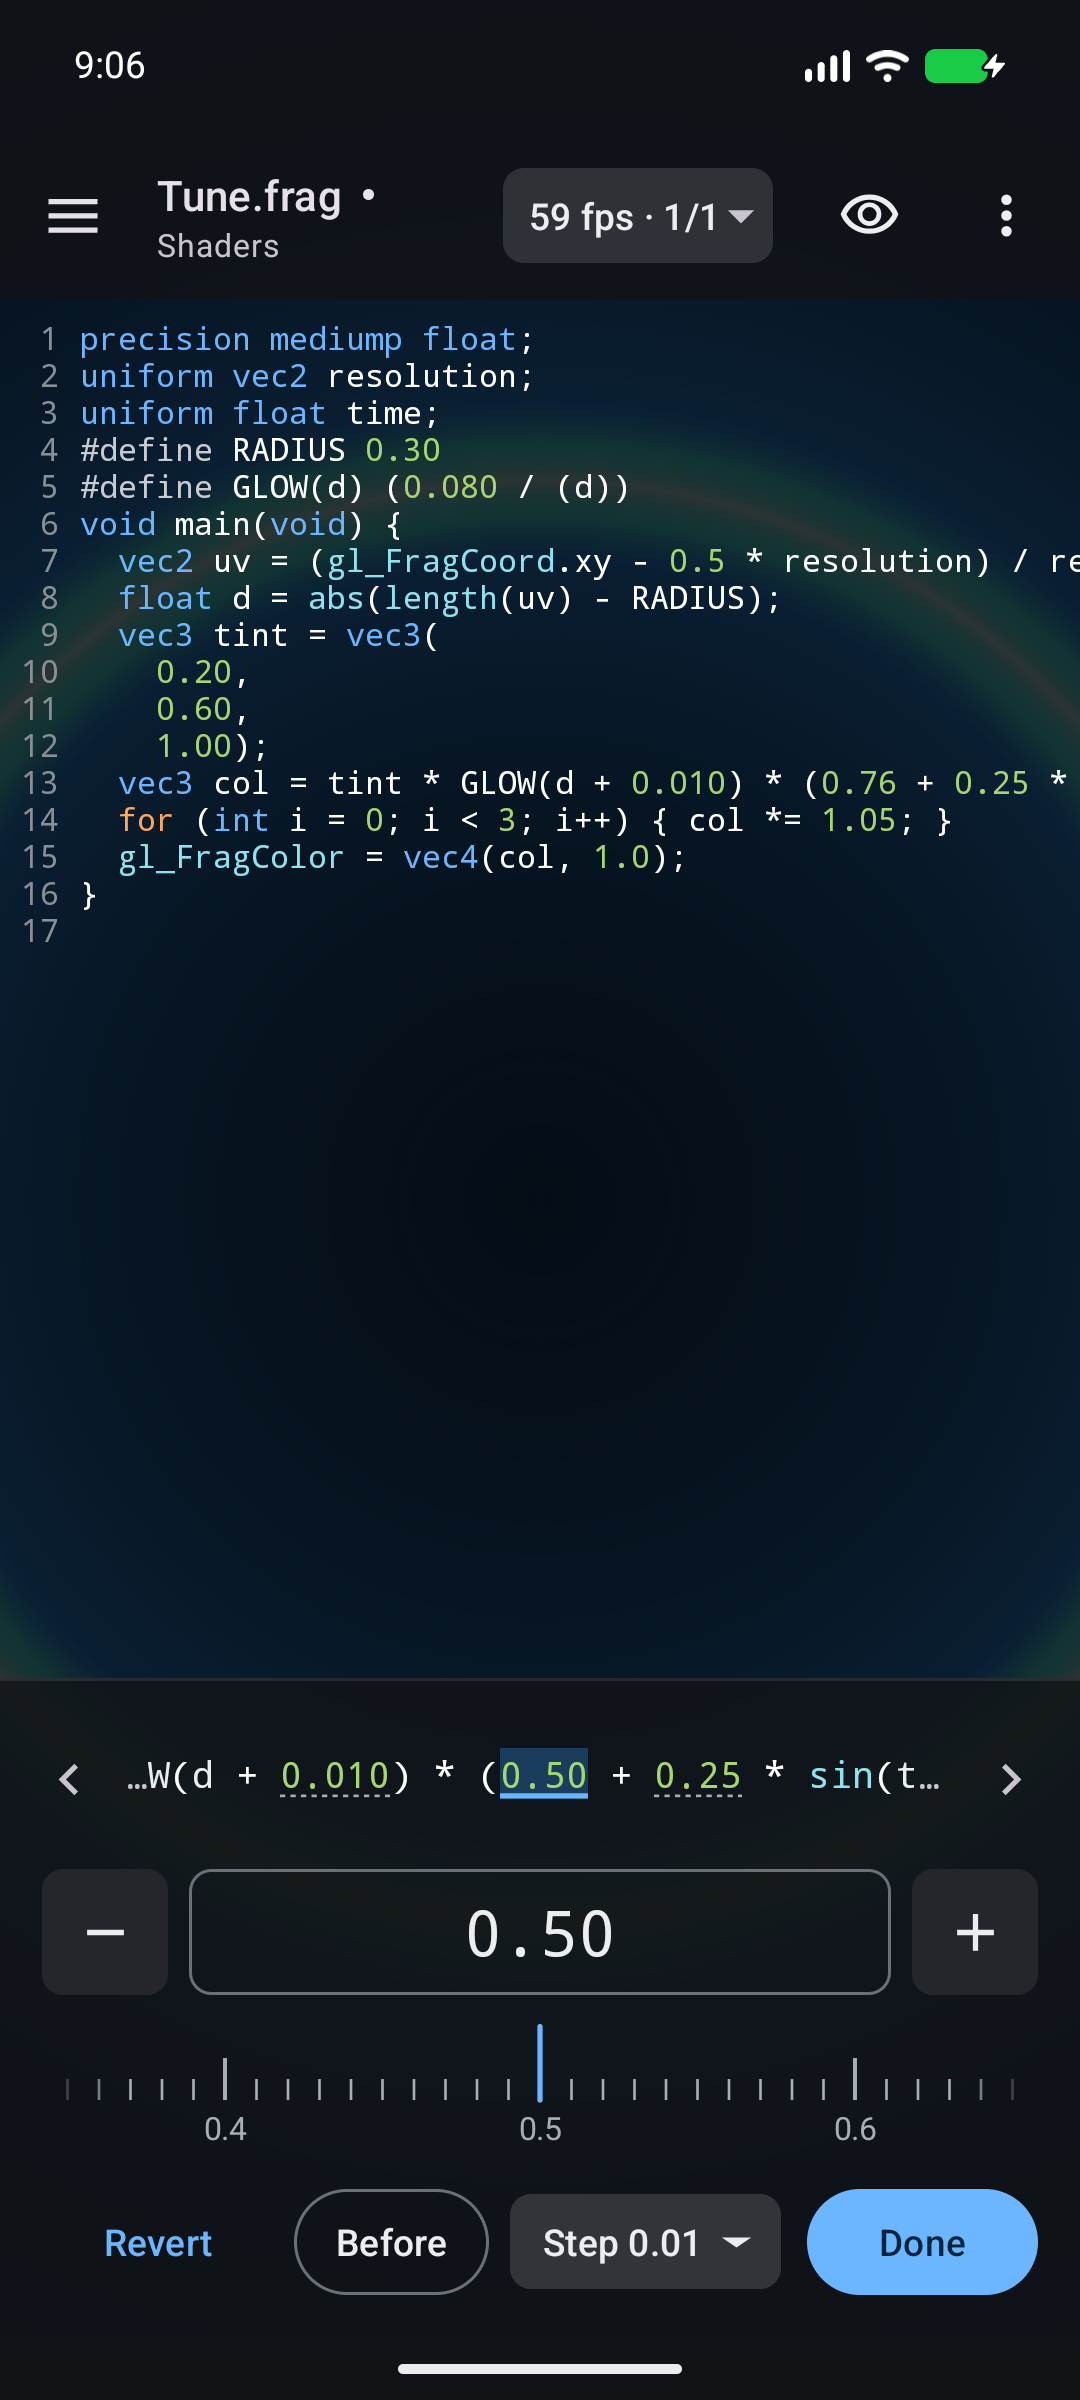 9:06
Tune.frag •
Shaders
59 fps · 1/1
1 precision mediump float;
2 uniform vec2 resolution;
3 uniform float time;
4 #define RADIUS 0.30
5 #define GLOW(d) (0.080 / (d))
6 void main(void) {
7   vec2 uv = (gl_FragCoord.xy - 0.5 * resolution) / re
8   float d = abs(length(uv) - RADIUS);
9   vec3 tint = vec3(
10     0.20,
11     0.60,
12     1.00);
13   vec3 col = tint * GLOW(d + 0.010) * (0.76 + 0.25 *
14   for (int i = 0; i < 3; i++) { col *= 1.05; }
15   gl_FragColor = vec4(col, 1.0);
16 }
17
…W(d + 0.010) * (0.50 + 0.25 * sin(t…
0.50
0.4 0.5 0.6
Revert Before Step 0.01 Done